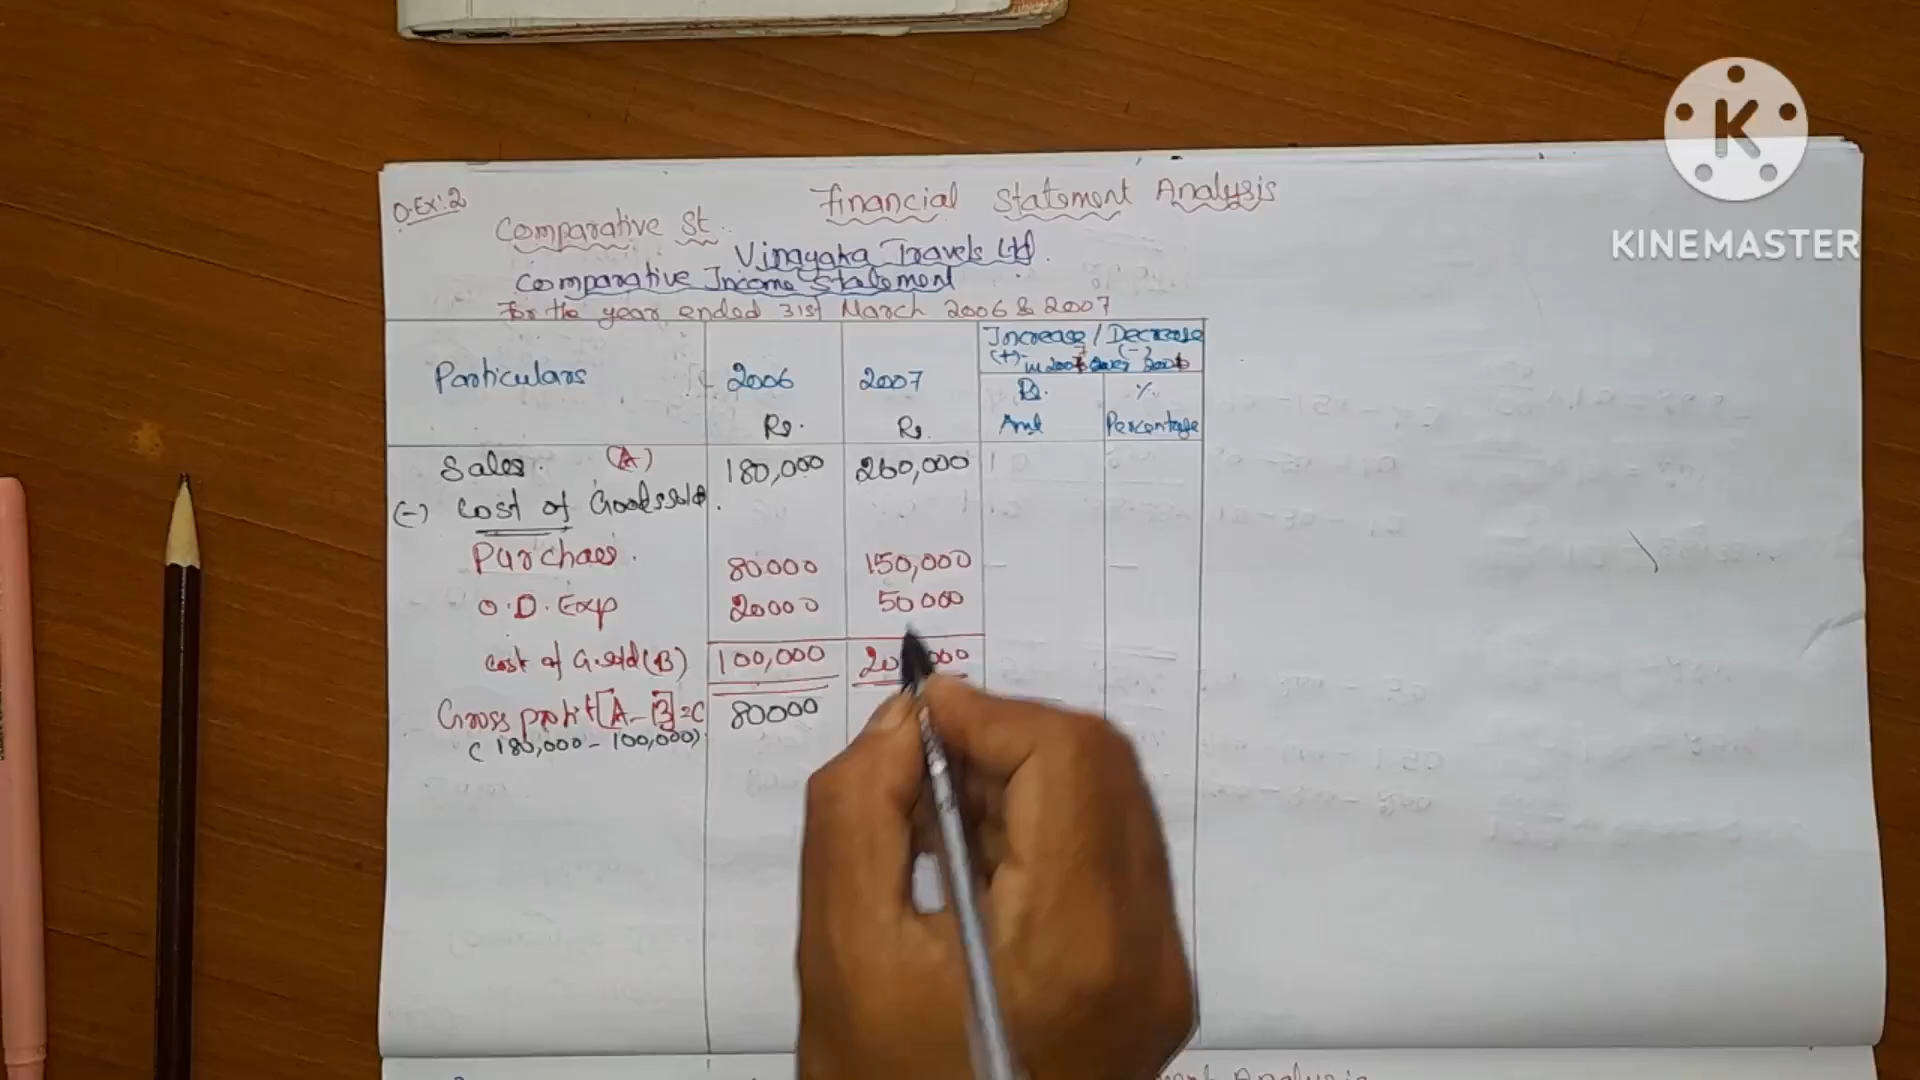 O.Ex:2
Financial Statement Analysis
Comparative St.
Vinayaka Travels Ltd.
Comparative Income Statement
For the year ended 31st March 2006 & 2007
Particulars 2006 2007 Increase / Decrease
(+) (-)
Rs. Rs. Rs. %
Amt Percentage
Sales. (A) 180,000 260,000
(-) Cost of Goods sold.
Purchaes. 80000 150,000 - -
O.D. Exp 20000 50000
Cost of G.sold (B) 100,000
Gross profit [A - B] = C 80000
(180,000 - 100,000)
K
KINEMASTER